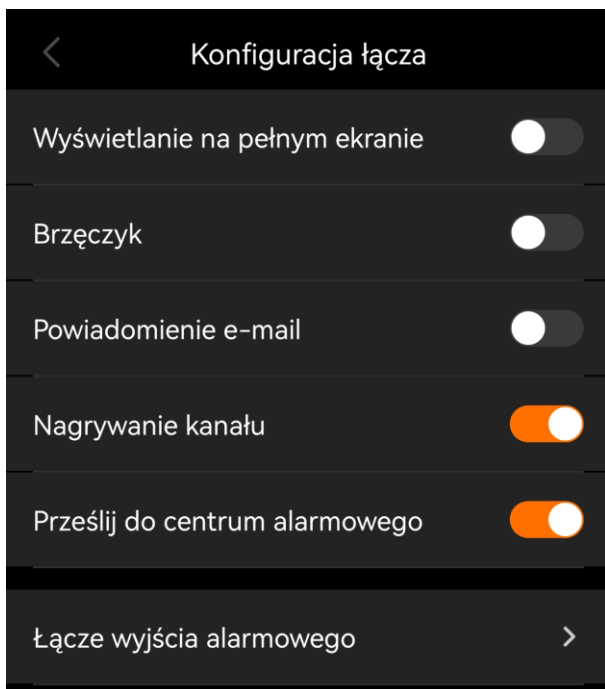 Konfiguracja łącza
Wyświetlanie na pełnym ekranie
Brzęczyk
Powiadomienie e-mail
Nagrywanie kanału
Prześlij do centrum alarmowego
Łącze wyjścia alarmowego